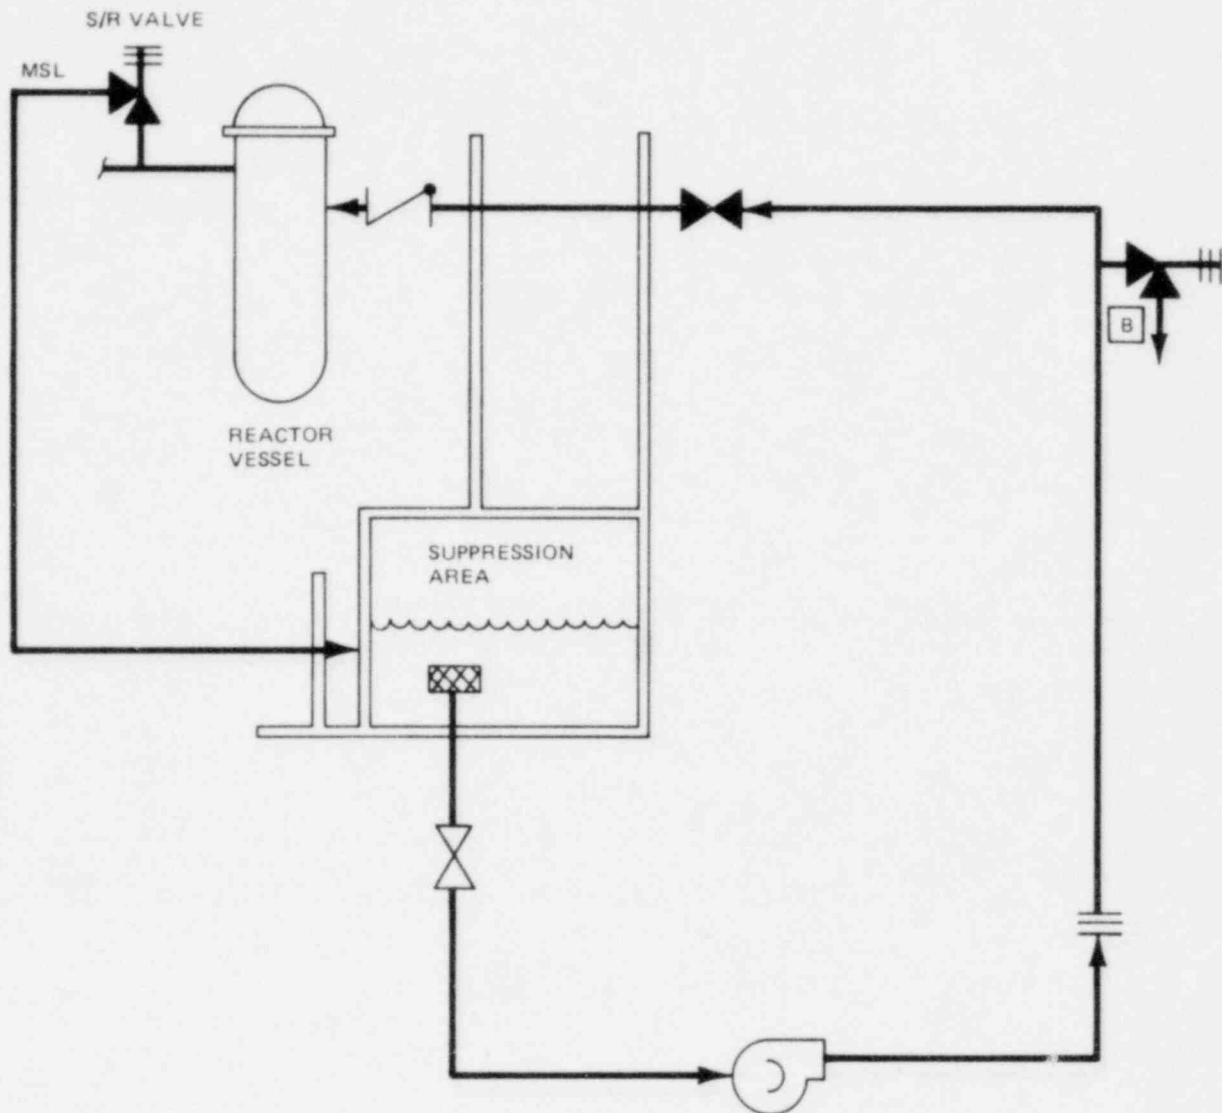 S/R VALVE
MSL
B
REACTOR
VESSEL
SUPPRESSION
AREA